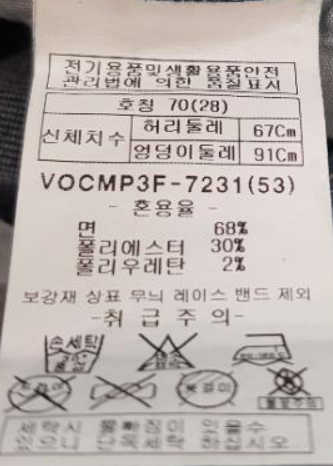 전기용품및생활용품안전
관리법에 의한 품질표시
호칭 70(28)
신체치수 허리둘레 67Cm
엉덩이둘레 91Cm
VOCMP3F-7231(53)
- 혼용율 -
면 68%
폴리에스터 30%
폴리우레탄 2%
보강재 상표 무늬 레이스 밴드 제외
-취 급 주 의-
손세탁
세탁시 물빠짐이 있을수
있으니 단독세탁 하십시오